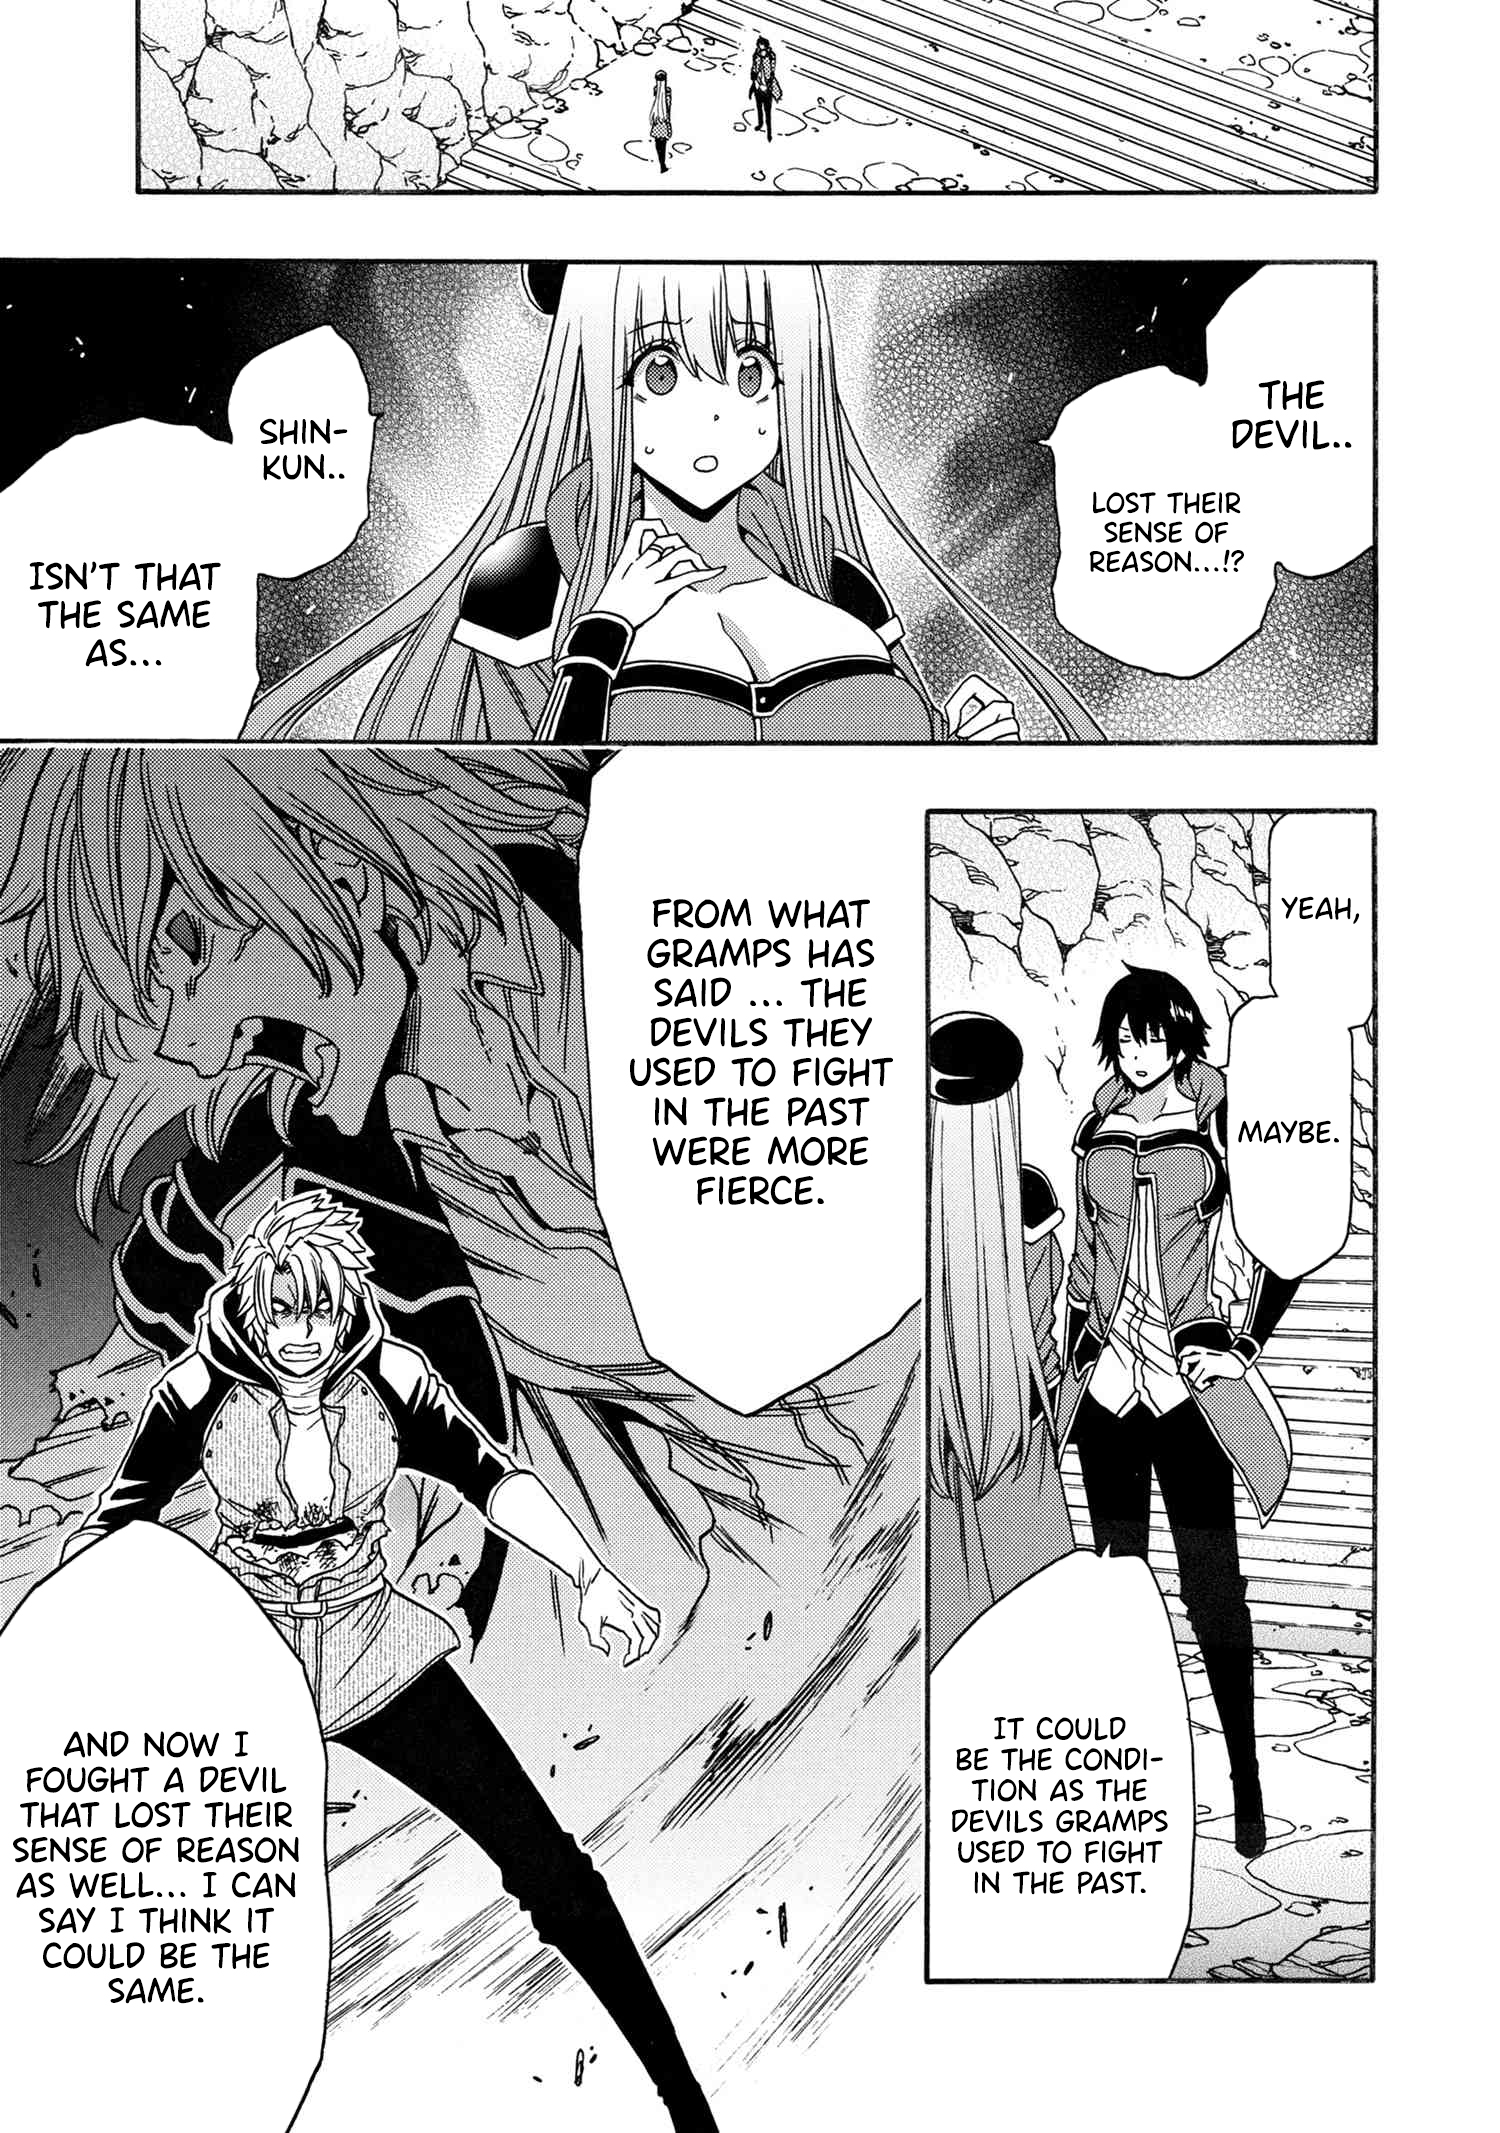 THE
DEVIL..
LOST THEIR
SENSE OF
REASON...!?
SHIN-
KUN..
ISN'T THAT
THE SAME
AS...
YEAH,
MAYBE.
IT COULD
BE THE CONDI-
TION AS THE
DEVILS GRAMPS
USED TO FIGHT
IN THE PAST.
FROM WHAT
GRAMPS HAS
SAID ... THE
DEVILS THEY
USED TO FIGHT
IN THE PAST
WERE MORE
FIERCE.
AND NOW I
FOUGHT A DEVIL
THAT LOST THEIR
SENSE OF REASON
AS WELL... I CAN
SAY I THINK IT
COULD BE THE
SAME.